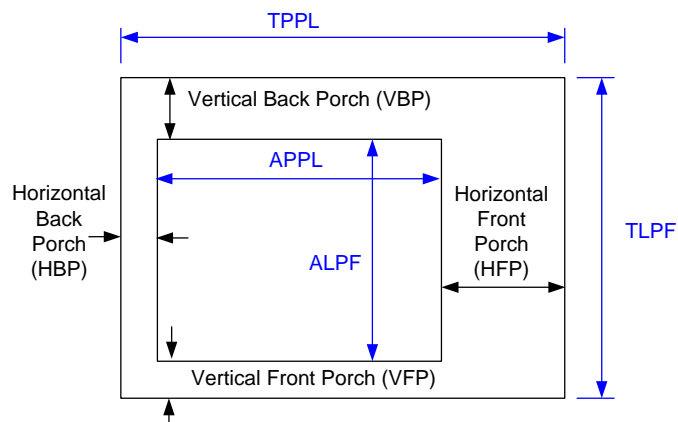 TPPL
Vertical Back Porch (VBP)
APPL
Horizontal
Back
Porch
(HBP)
ALPF
Horizontal
Front
Porch
(HFP)
TLPF
Vertical Front Porch (VFP)